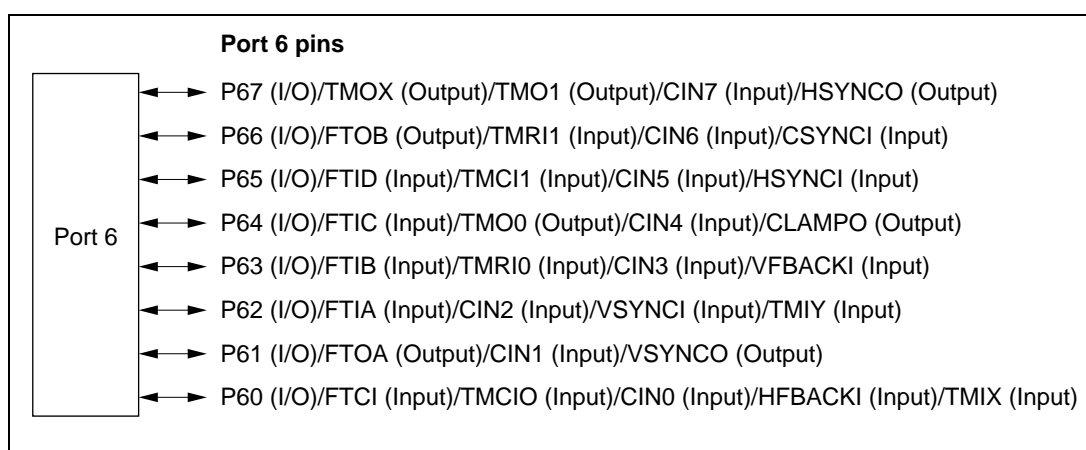 Port 6 pins
P67 (I/O)/TMOX (Output)/TMO1 (Output)/CIN7 (Input)/HSYNCO (Output)
P66 (I/O)/FTOB (Output)/TMRI1 (Input)/CIN6 (Input)/CSYNCI (Input)
P65 (I/O)/FTID (Input)/TMCI1 (Input)/CIN5 (Input)/HSYNCI (Input)
Port 6
P64 (I/O)/FTIC (Input)/TMO0 (Output)/CIN4 (Input)/CLAMPO (Output)
P63 (I/O)/FTIB (Input)/TMRI0 (Input)/CIN3 (Input)/VFBACKI (Input)
P62 (I/O)/FTIA (Input)/CIN2 (Input)/VSYNCI (Input)/TMIY (Input)
P61 (I/O)/FTOA (Output)/CIN1 (Input)/VSYNCO (Output)
P60 (I/O)/FTCI (Input)/TMCIO (Input)/CIN0 (Input)/HFBACKI (Input)/TMIX (Input)